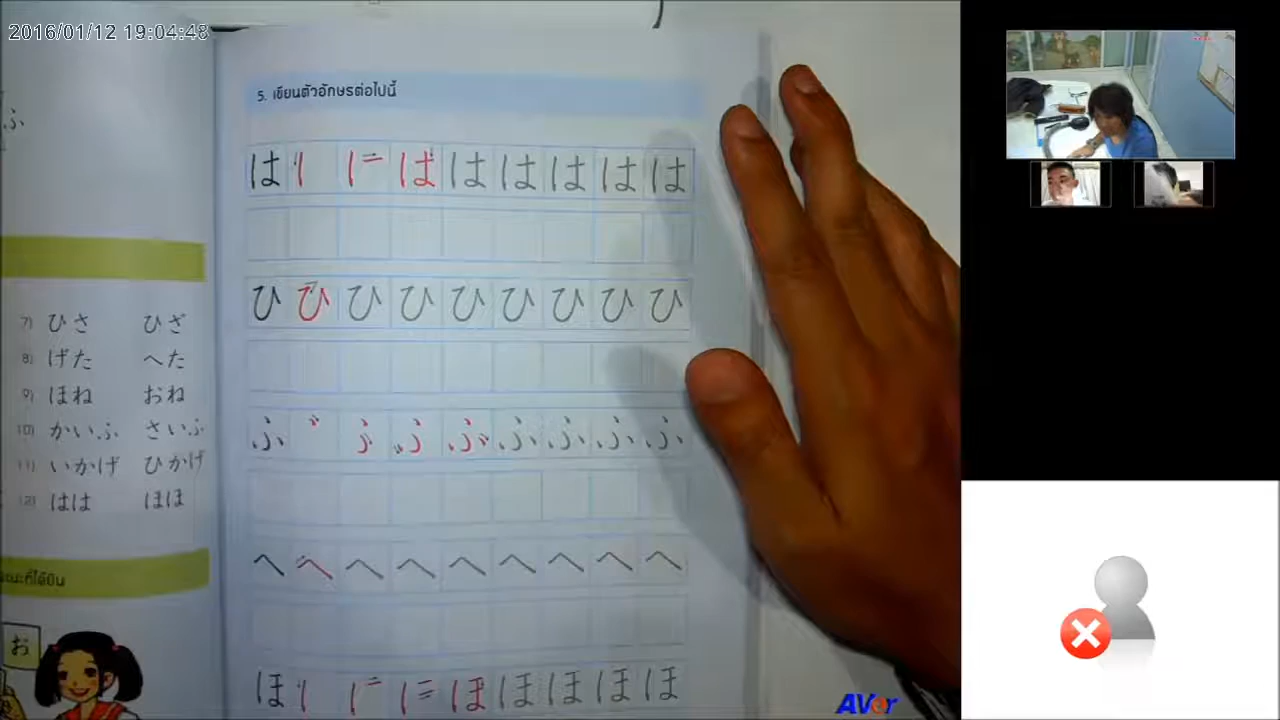 2016/01/12 19:04:48
ふ
7) ひさ ひざ
8) げた へた
9) ほね おね
10) かいふ さいふ
11) いかげ ひかげ
12) はは ほほ
お
5. เขียนตัวอักษรต่อไปนี้
は は は は は は は
ひ ひ ひ ひ ひ ひ ひ ひ ひ
ふ ふ ふ ふ ふ ふ
へ へ へ へ へ へ へ へ へ
ほ ほ ほ ほ ほ ほ
AVer